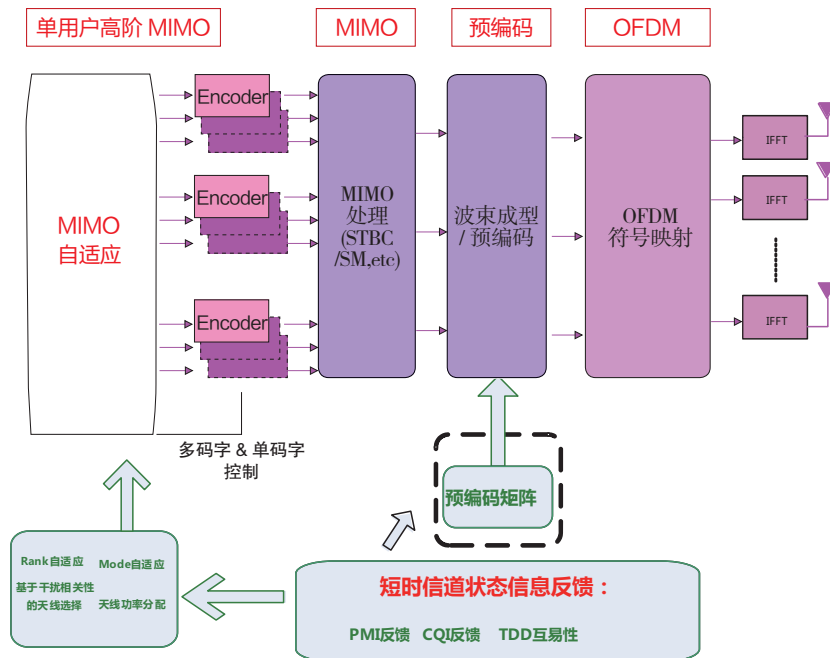 单用户高阶 MIMO
MIMO
预编码
OFDM
MIMO
自适应
Encoder
Encoder
Encoder
MIMO
处理
(STBC
/SM,etc)
波束成型
/ 预编码
OFDM
符号映射
IFFT
IFFT
IFFT
多码字 & 单码字
控制
预编码矩阵
Rank自适应
Mode自适应
基于干扰相关性
的天线选择
天线功率分配
短时信道状态信息反馈：
PMI反馈 CQI反馈 TDD互易性